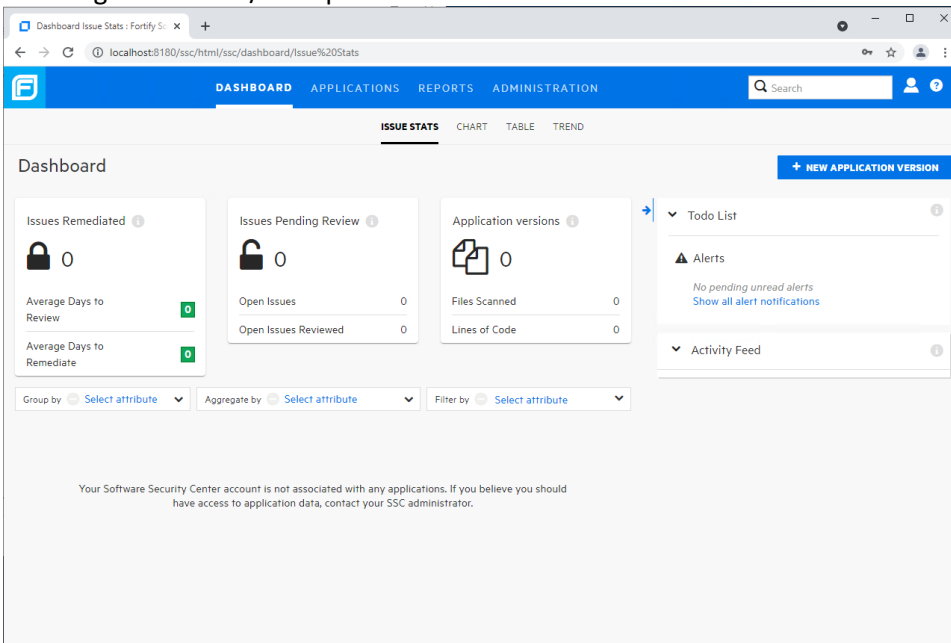 Dashboard Issue Stats : Fortify So
localhost:8180/ssc/html/ssc/dashboard/Issue%20Stats
DASHBOARD APPLICATIONS REPORTS ADMINISTRATION
Search
ISSUE STATS CHART TABLE TREND
Dashboard
+ NEW APPLICATION VERSION
Issues Remediated
0
Average Days to
Review
0
Average Days to
Remediate
0
Issues Pending Review
0
Open Issues 0
Open Issues Reviewed 0
Application versions
0
Files Scanned 0
Lines of Code 0
Todo List
Alerts
No pending unread alerts
Show all alert notifications
Activity Feed
Group by Select attribute
Aggregate by Select attribute
Filter by Select attribute
Your Software Security Center account is not associated with any applications. If you believe you should
have access to application data, contact your SSC administrator.